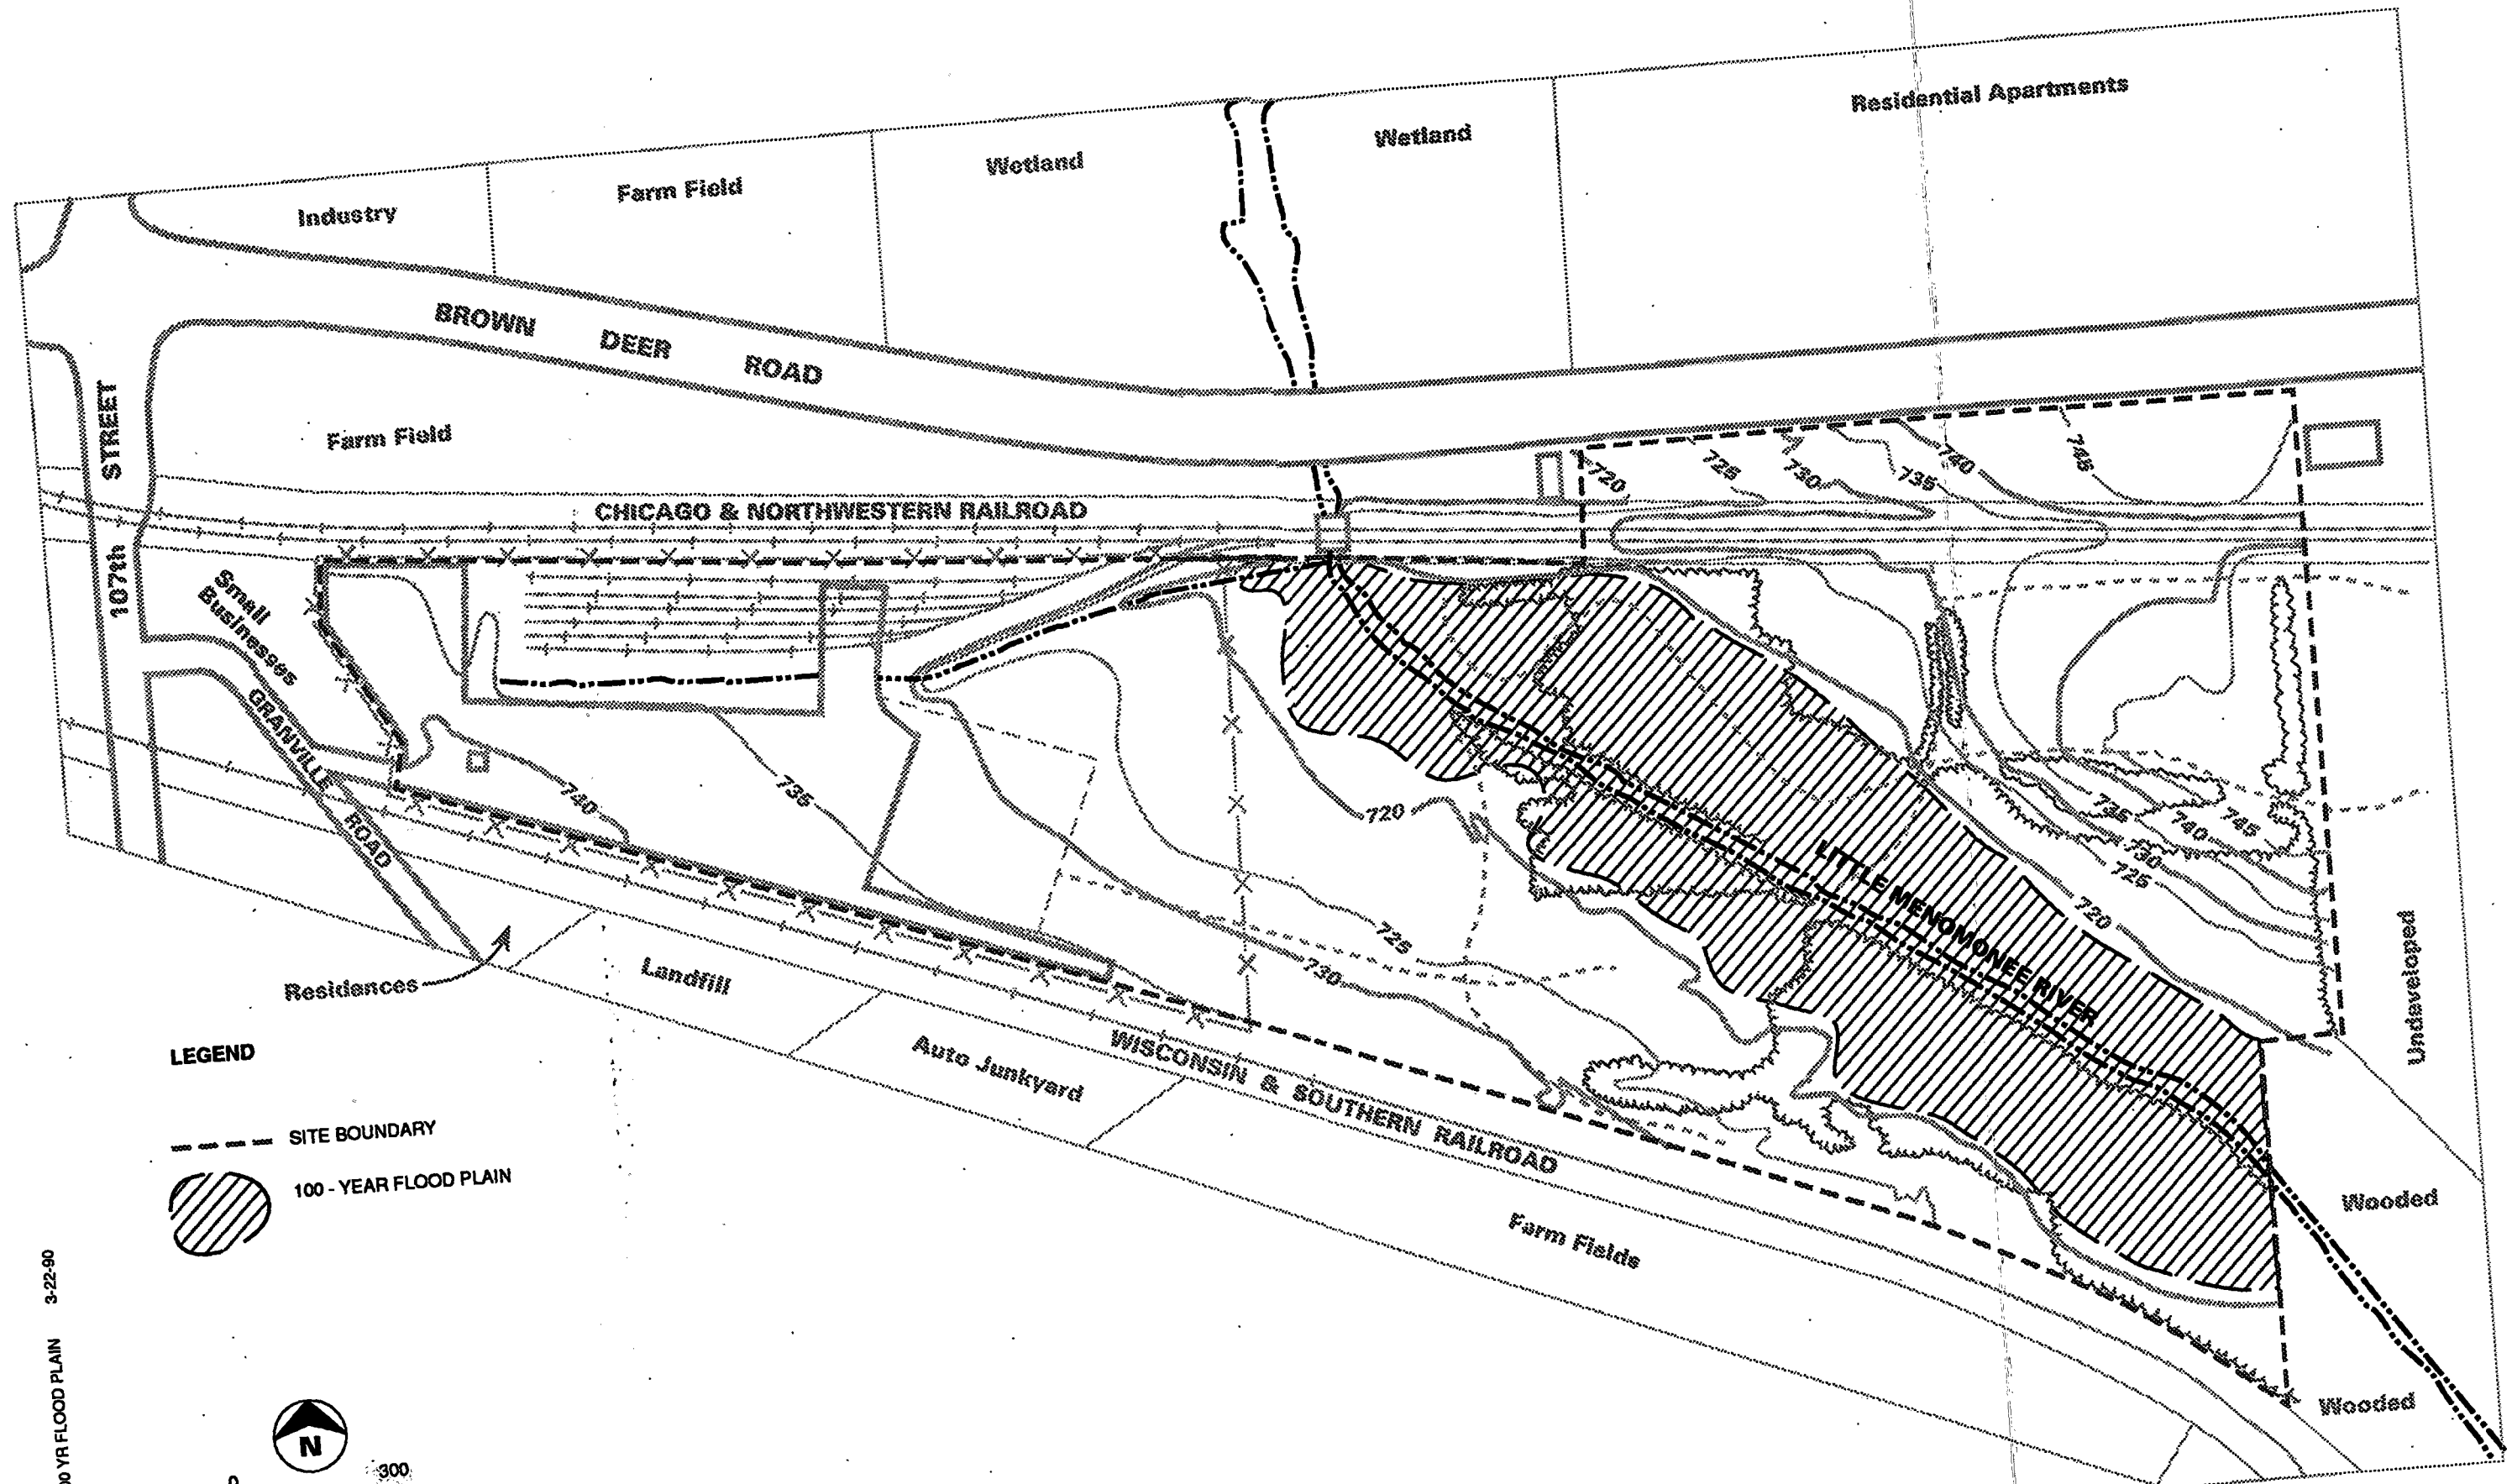 Residential Apartments
Wetland
Wetland
Farm Field
Industry
BROWN DEER ROAD
107th STREET
Farm Field
CHICAGO & NORTHWESTERN RAILROAD
720
725
730
735
740
745
Small
Businesses
GRANVILLE ROAD
740
735
720
725
730
LITTLE MENOMONEE RIVER
735
740
745
730
725
720
Undeveloped
Residences
Landfill
Auto Junkyard
WISCONSIN & SOUTHERN RAILROAD
Farm Fields
Wooded
Wooded
LEGEND
SITE BOUNDARY
100 - YEAR FLOOD PLAIN
YR FLOOD PLAIN 3-22-90
N
300